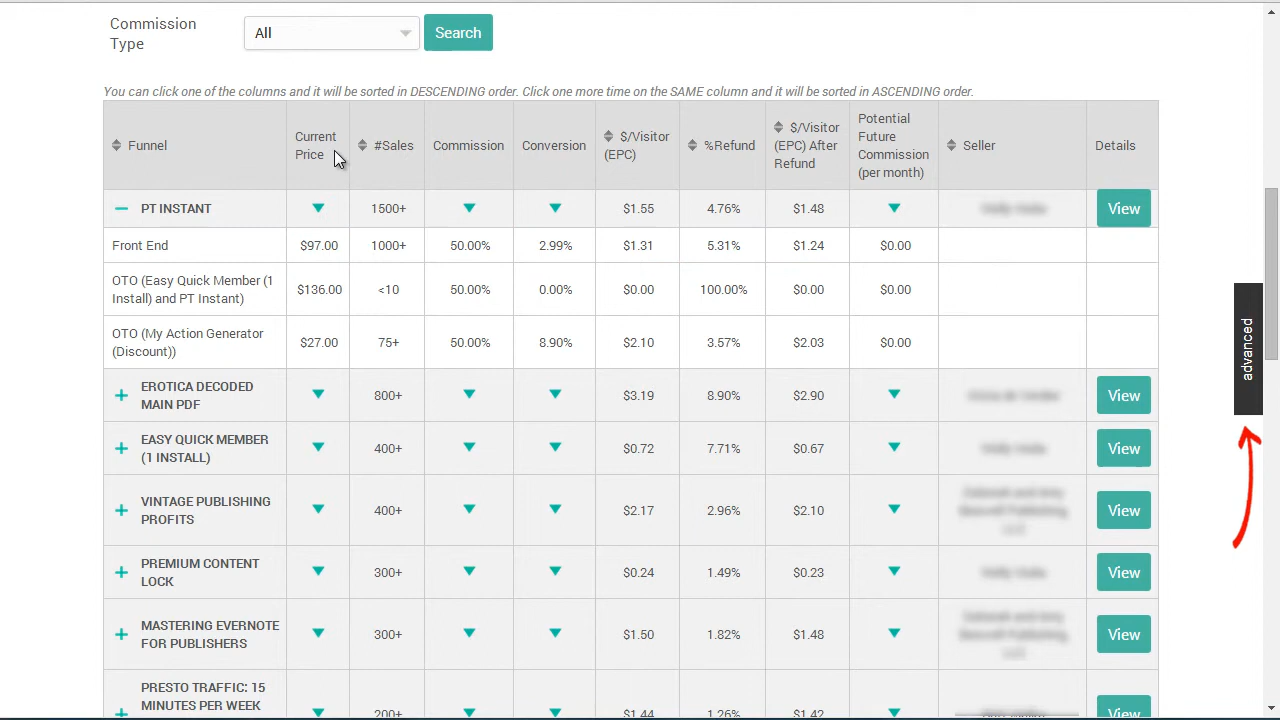 Commission
Type
All
Search
You can click one of the columns and it will be sorted in DESCENDING order. Click one more time on the SAME column and it will be sorted in ASCENDING order.
Funnel
Current
Price
#Sales
Commission
Conversion
$/Visitor
(EPC)
%Refund
$/Visitor
(EPC) After
Refund
Potential
Future
Commission
(per month)
Seller
Details
PT INSTANT 1500+ $1.55 4.76% $1.48 View
Front End $97.00 1000+ 50.00% 2.99% $1.31 5.31% $1.24 $0.00
OTO (Easy Quick Member (1
Install) and PT Instant)
$136.00 <10 50.00% 0.00% $0.00 100.00% $0.00 $0.00
OTO (My Action Generator
(Discount))
$27.00 75+ 50.00% 8.90% $2.10 3.57% $2.03 $0.00
EROTICA DECODED
MAIN PDF
800+ $3.19 8.90% $2.90 View
EASY QUICK MEMBER
(1 INSTALL)
400+ $0.72 7.71% $0.67 View
VINTAGE PUBLISHING
PROFITS
400+ $2.17 2.96% $2.10 View
PREMIUM CONTENT
LOCK
300+ $0.24 1.49% $0.23 View
MASTERING EVERNOTE
FOR PUBLISHERS
300+ $1.50 1.82% $1.48 View
PRESTO TRAFFIC: 15
MINUTES PER WEEK
200+ $1.44 1.26% $1.42 View
advanced